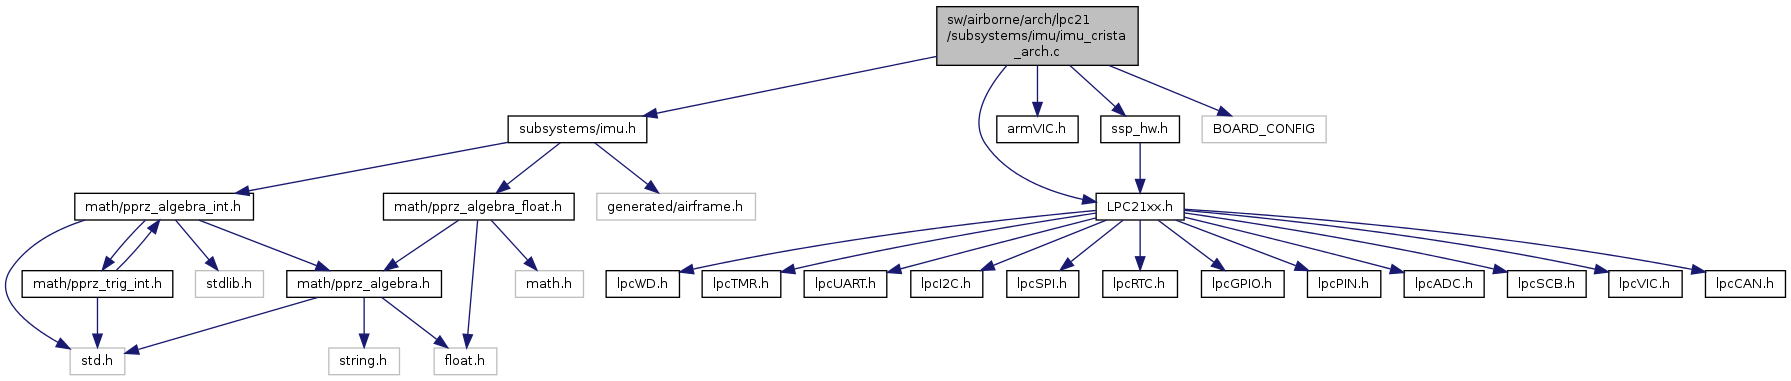 sw/airborne/arch/lpc21
/subsystems/imu/imu_crista
_arch.c
subsystems/imu.h
armVIC.h
ssp_hw.h
BOARD_CONFIG
math/pprz_algebra_int.h
math/pprz_algebra_float.h
generated/airframe.h
LPC21xx.h
math/pprz_trig_int.h
stdlib.h
math/pprz_algebra.h
math.h
lpcWD.h
lpcTMR.h
lpcUART.h
lpcI2C.h
lpcSPI.h
lpcRTC.h
lpcGPIO.h
lpcPIN.h
lpcADC.h
lpcSCB.h
lpcVIC.h
lpcCAN.h
std.h
string.h
float.h